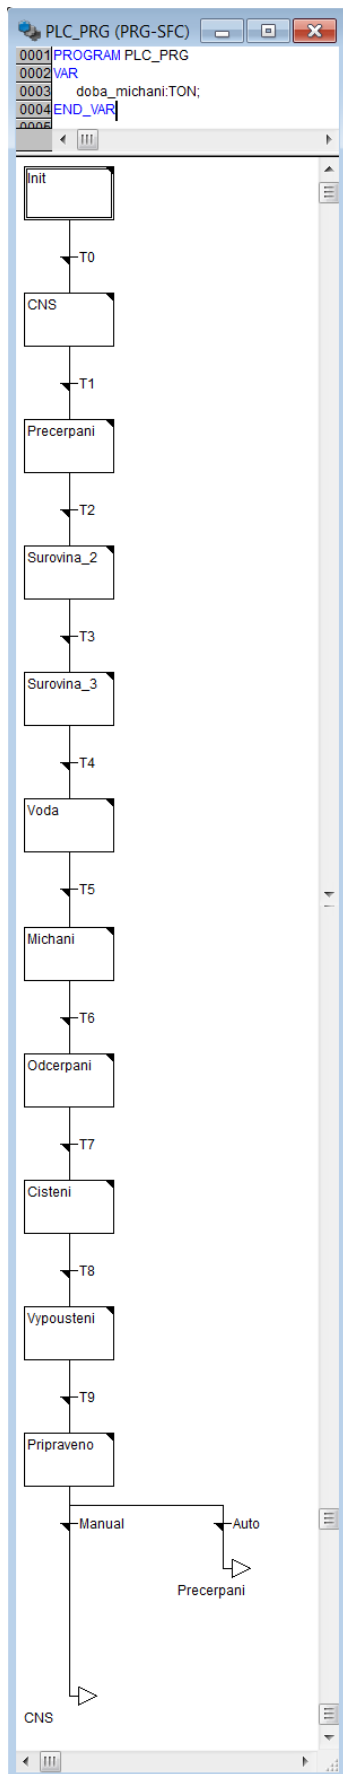 PLC_PRG (PRG-SFC)
0001 PROGRAM PLC_PRG
0002 VAR
0003 doba_michani:TON;
0004 END_VAR
0005
Init
T0
CNS
T1
Precerpani
T2
Surovina_2
T3
Surovina_3
T4
Voda
T5
Michani
T6
Odcerpani
T7
Cisteni
T8
Vypousteni
T9
Pripraveno
Manual Auto
Precerpani
CNS